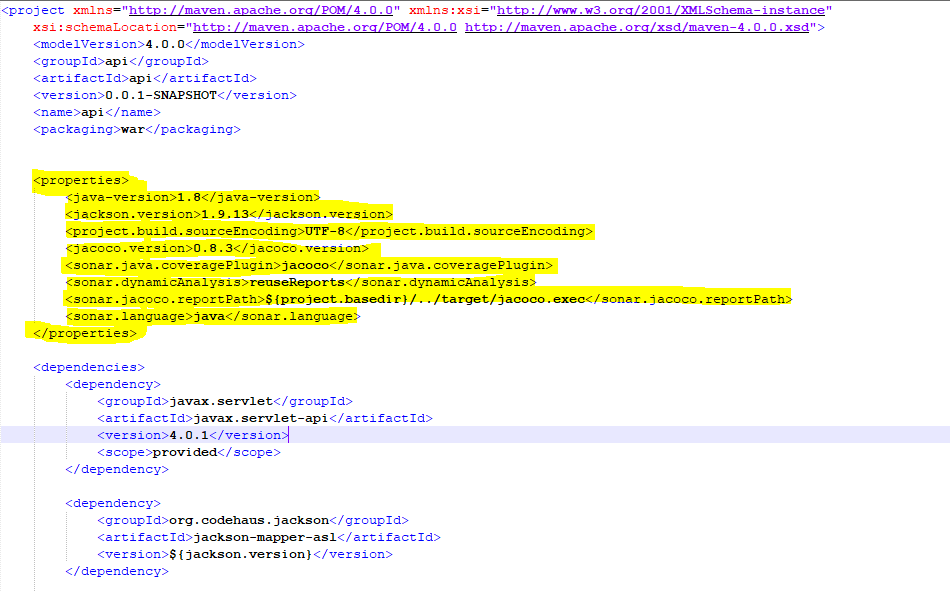 <project xmlns="http://maven.apache.org/POM/4.0.0" xmlns:xsi="http://www.w3.org/2001/XMLSchema-instance"
xsi:schemaLocation="http://maven.apache.org/POM/4.0.0 http://maven.apache.org/xsd/maven-4.0.0.xsd">
<modelVersion>4.0.0</modelVersion>
<groupId>api</groupId>
<artifactId>api</artifactId>
<version>0.0.1-SNAPSHOT</version>
<name>api</name>
<packaging>war</packaging>
<properties>
<java-version>1.8</java-version>
<jackson.version>1.9.13</jackson.version>
<project.build.sourceEncoding>UTF-8</project.build.sourceEncoding>
<jacoco.version>0.8.3</jacoco.version>
<sonar.java.coveragePlugin>jacoco</sonar.java.coveragePlugin>
<sonar.dynamicAnalysis>reuseReports</sonar.dynamicAnalysis>
<sonar.jacoco.reportPath>${project.basedir}/../target/jacoco.exec</sonar.jacoco.reportPath>
<sonar.language>java</sonar.language>
</properties>
<dependencies>
<dependency>
<groupId>javax.servlet</groupId>
<artifactId>javax.servlet-api</artifactId>
<version>4.0.1</version>
<scope>provided</scope>
</dependency>
<dependency>
<groupId>org.codehaus.jackson</groupId>
<artifactId>jackson-mapper-asl</artifactId>
<version>${jackson.version}</version>
</dependency>